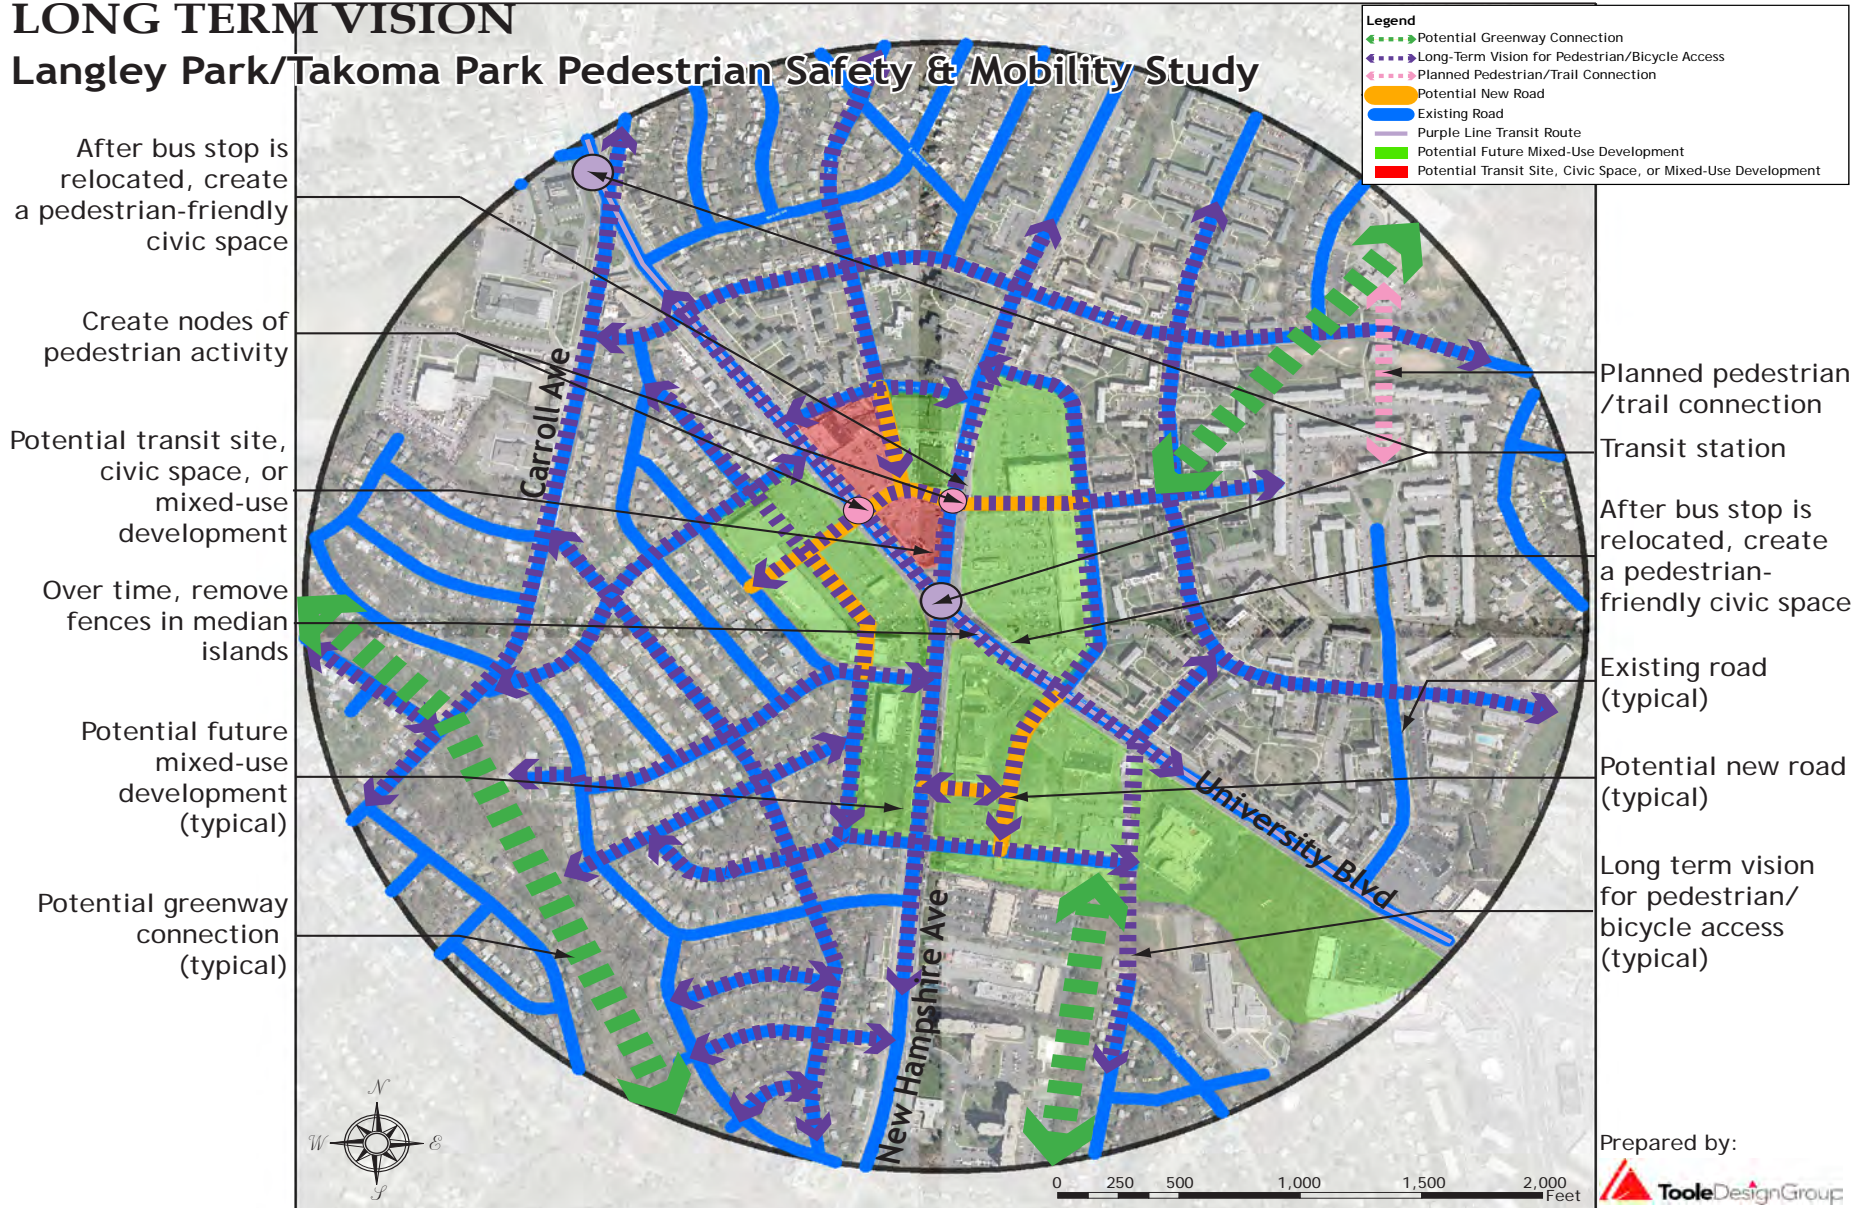 LONG TERM VISION
Langley Park/Takoma Park Pedestrian Safety & Mobility Study
Legend
Potential Greenway Connection
Long-Term Vision for Pedestrian/Bicycle Access
Planned Pedestrian/Trail Connection
Potential New Road
Existing Road
Purple Line Transit Route
Potential Future Mixed-Use Development
Potential Transit Site, Civic Space, or Mixed-Use Development
After bus stop is
relocated, create
a pedestrian-friendly
civic space
Create nodes of
pedestrian activity
Potential transit site,
civic space, or
mixed-use
development
Over time, remove
fences in median
islands
Potential future
mixed-use
development
(typical)
Potential greenway
connection
(typical)
Carroll Ave
University Blvd
New Hampshire Ave
Planned pedestrian
/trail connection
Transit station
After bus stop is
relocated, create
a pedestrian-
friendly civic space
Existing road
(typical)
Potential new road
(typical)
Long term vision
for pedestrian/
bicycle access
(typical)
N
W E
S
0 250 500 1,000 1,500 2,000
Feet
Prepared by:
TooleDesignGroup